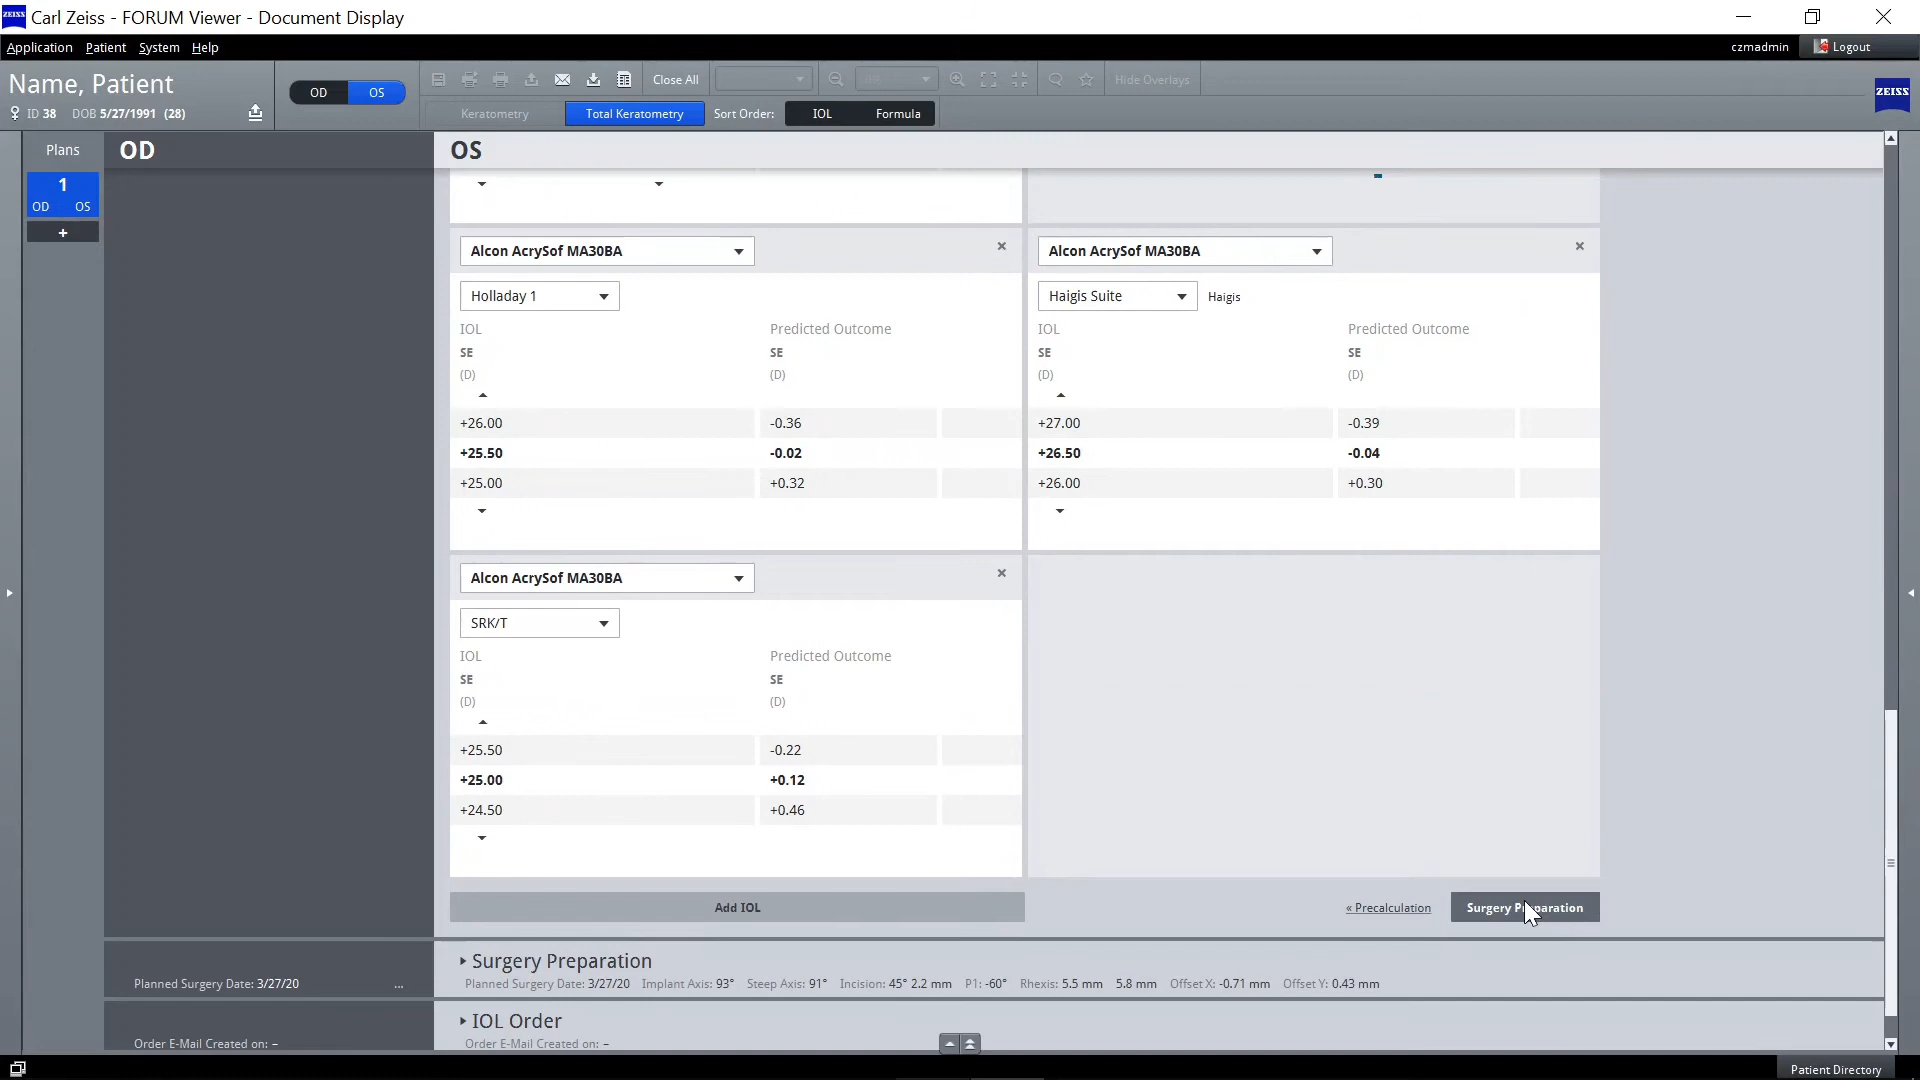 ZEISS Carl Zeiss - FORUM Viewer - Document Display
Application Patient System Help
czmadmin Logout
Name, Patient
ID 38 DOB 5/27/1991 (28)
OD OS
Close All
Hide Overlays
ZEISS
Keratometry Total Keratometry Sort Order: IOL Formula
Plans
1
OD OS
+
OD
OS
Alcon AcrySof MA30BA ×
Holladay 1
IOL Predicted Outcome
SE SE
(D) (D)
+26.00 -0.36
+25.50 -0.02
+25.00 +0.32
Alcon AcrySof MA30BA ×
Haigis Suite Haigis
IOL Predicted Outcome
SE SE
(D) (D)
+27.00 -0.39
+26.50 -0.04
+26.00 +0.30
Alcon AcrySof MA30BA ×
SRK/T
IOL Predicted Outcome
SE SE
(D) (D)
+25.50 -0.22
+25.00 +0.12
+24.50 +0.46
Add IOL
« Precalculation
Surgery Preparation
Planned Surgery Date: 3/27/20 ...
Surgery Preparation
Planned Surgery Date: 3/27/20 Implant Axis: 93° Steep Axis: 91° Incision: 45° 2.2 mm P1: -60° Rhexis: 5.5 mm 5.8 mm Offset X: -0.71 mm Offset Y: 0.43 mm
Order E-Mail Created on: –
IOL Order
Order E-Mail Created on: –
Patient Directory